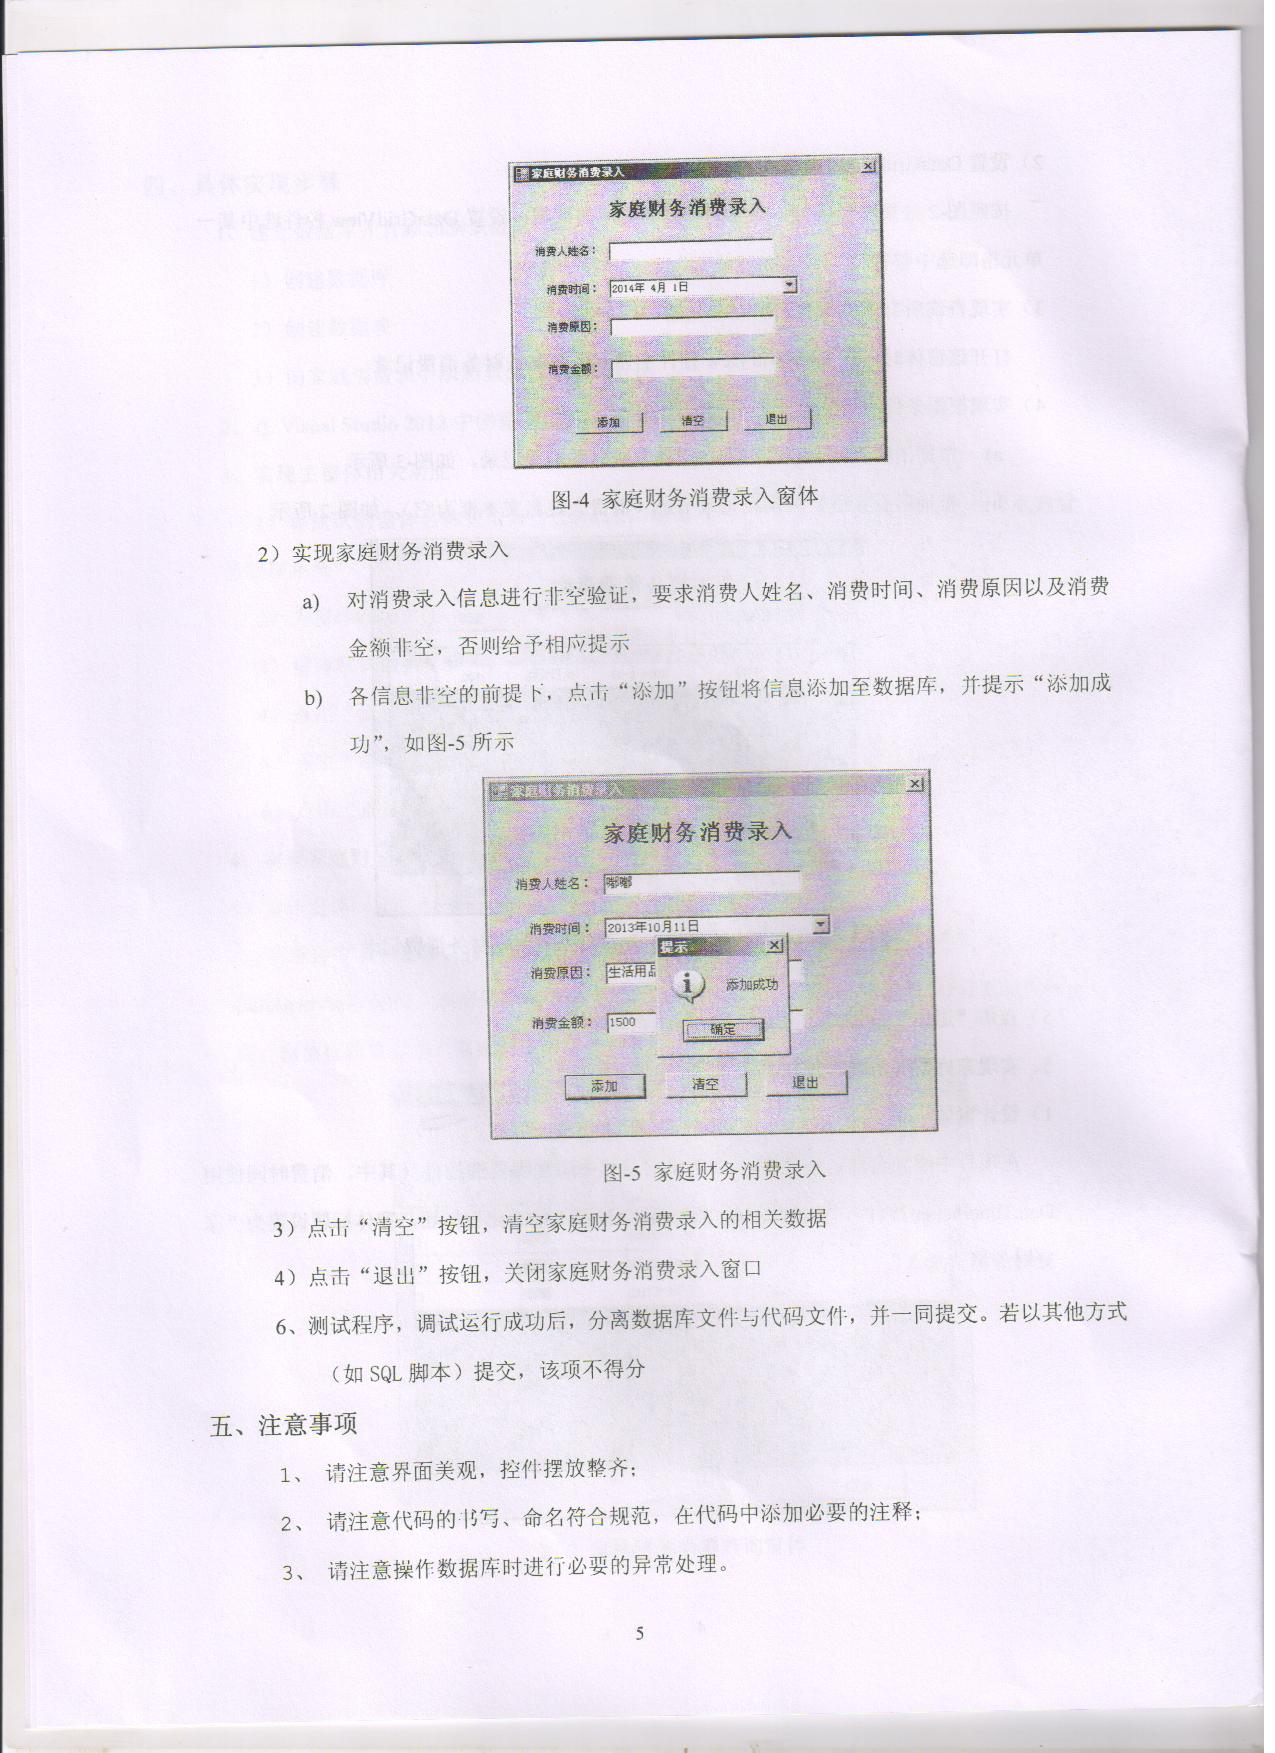 家庭财务消费录入
家庭财务消费录入
消费人姓名：
消费时间： 2014年 4月 1日
消费原因：
消费金额：
添加 清空 退出
图-4 家庭财务消费录入窗体
2）实现家庭财务消费录入
a) 对消费录入信息进行非空验证，要求消费人姓名、消费时间、消费原因以及消费
金额非空，否则给予相应提示
b) 各信息非空的前提下，点击“添加”按钮将信息添加至数据库，并提示“添加成
功”，如图-5 所示
家庭财务消费录入
家庭财务消费录入
消费人姓名： 嘟嘟
消费时间： 2013年10月11日
提示
消费原因： 生活用品
添加成功
消费金额： 1500
确定
添加 清空 退出
图-5 家庭财务消费录入
3）点击“清空”按钮，清空家庭财务消费录入的相关数据
4）点击“退出”按钮，关闭家庭财务消费录入窗口
6、测试程序，调试运行成功后，分离数据库文件与代码文件，并一同提交。若以其他方式
（如 SQL 脚本）提交，该项不得分
五、注意事项
1、 请注意界面美观，控件摆放整齐；
2、 请注意代码的书写、命名符合规范，在代码中添加必要的注释；
3、 请注意操作数据库时进行必要的异常处理。
5